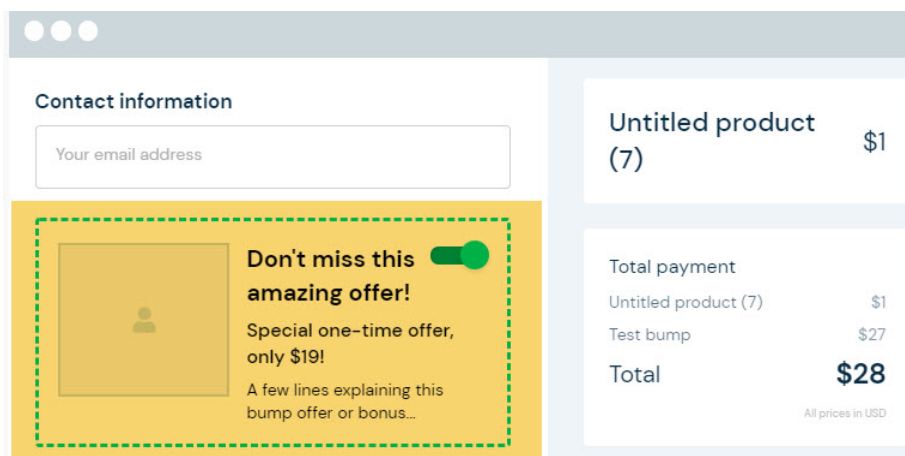 Contact information
Your email address
Don't miss this
amazing offer!
Special one-time offer,
only $19!
A few lines explaining this
bump offer or bonus...
Untitled product
(7)
$1
Total payment
Untitled product (7) $1
Test bump $27
Total $28
All prices in USD